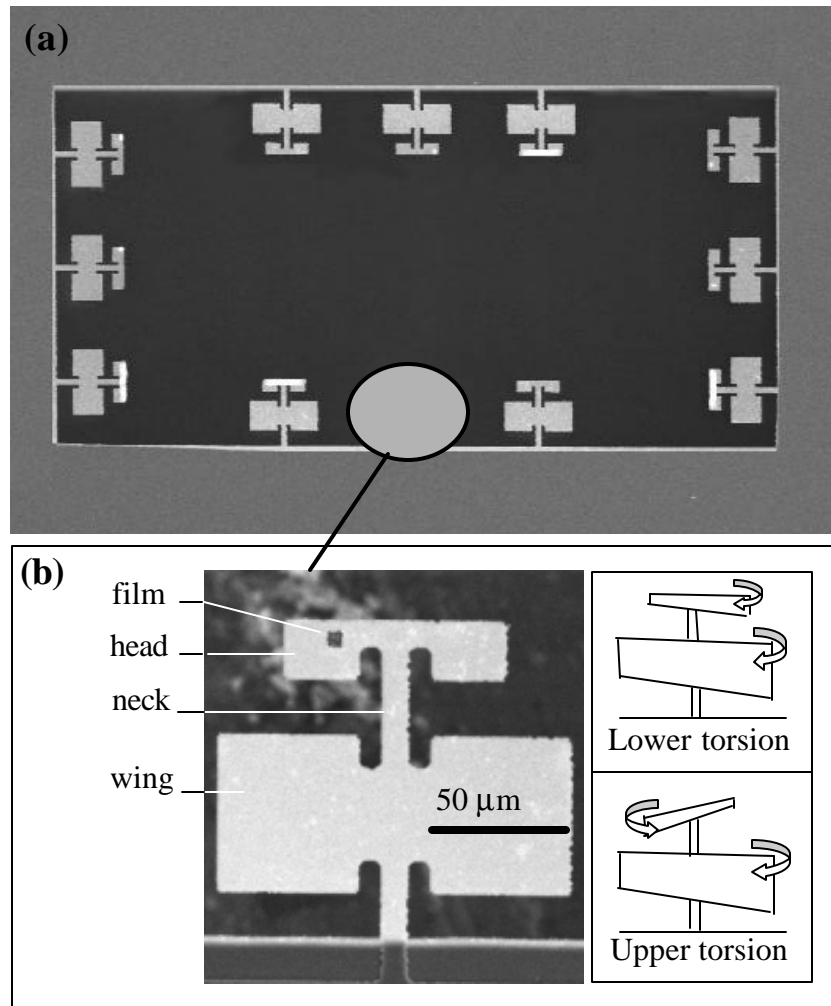 (a)
(b)
film
head
neck
wing
50 μm
Lower torsion
Upper torsion